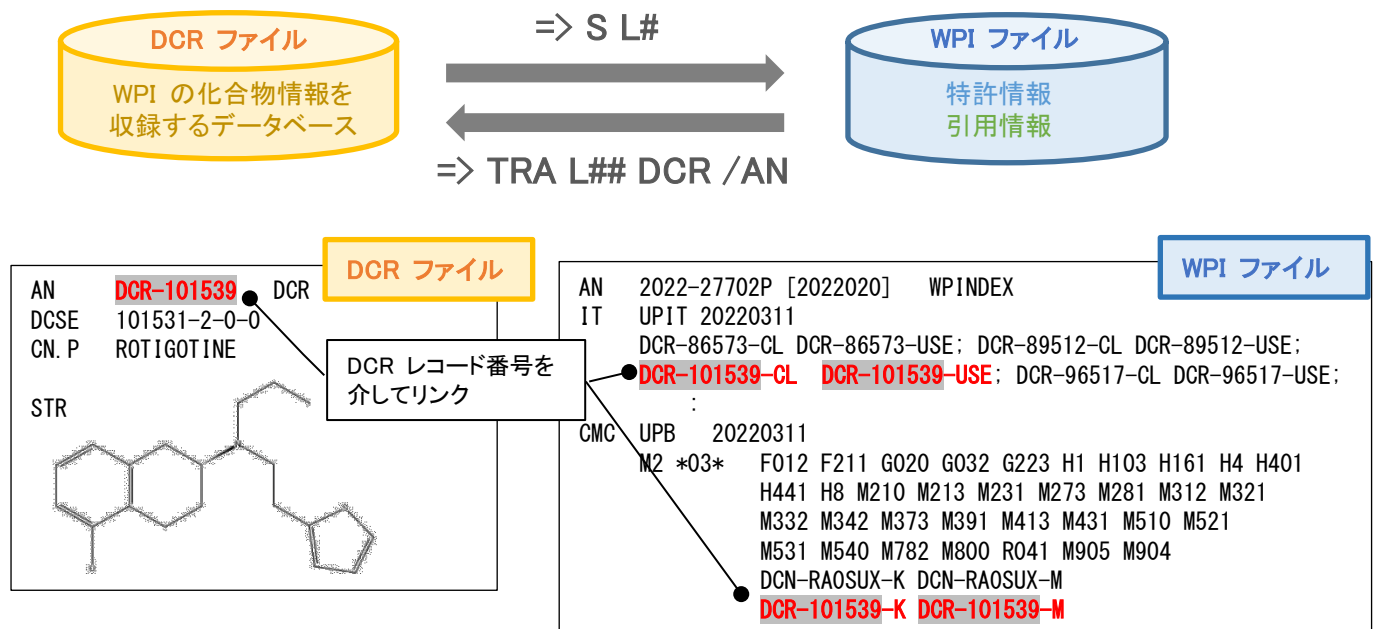 DCR ファイル
WPI の化合物情報を
収録するデータベース
=> S L#
=> TRA L## DCR /AN
WPI ファイル
特許情報
引用情報
DCR ファイル
AN DCR-101539 DCR
DCSE 101531-2-0-0
CN.P ROTIGOTINE
STR
DCR レコード番号を
介してリンク
WPI ファイル
AN 2022-27702P [2022020] WPINDEX
IT UPIT 20220311
DCR-86573-CL DCR-86573-USE; DCR-89512-CL DCR-89512-USE;
DCR-101539-CL DCR-101539-USE; DCR-96517-CL DCR-96517-USE;
:
CMC UPB 20220311
M2 *03* F012 F211 G020 G032 G223 H1 H103 H161 H4 H401
H441 H8 M210 M213 M231 M273 M281 M312 M321
M332 M342 M373 M391 M413 M431 M510 M521
M531 M540 M782 M800 R041 M905 M904
DCN-RA0SUX-K DCN-RA0SUX-M
DCR-101539-K DCR-101539-M